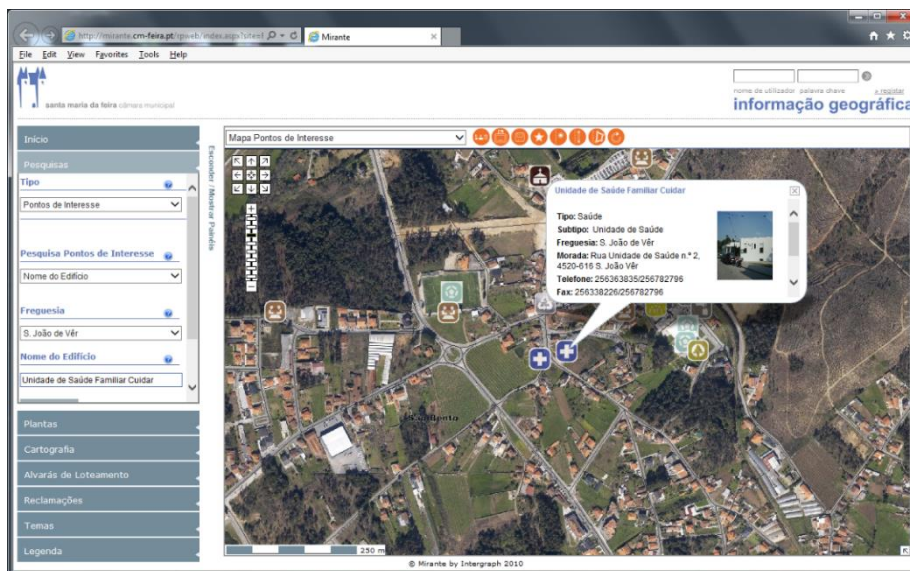 http://mirante.cm-feira.pt/rpweb/index.aspx?siten
Mirante
File Edit View Favorites Tools Help
santa maria da feira câmara municipal
nome de utilizador palavra chave » registar
informação geográfica
Início
Pesquisas
Tipo
Pontos de Interesse
Pesquisa Pontos de Interesse
Nome do Edifício
Freguesia
S. João de Vêr
Nome do Edifício
Unidade de Saúde Familiar Cuidar
Plantas
Cartografia
Alvarás de Loteamento
Reclamações
Temas
Legenda
Esconder / Mostrar Painéis
Mapa Pontos de Interesse
Unidade de Saúde Familiar Cuidar
Tipo: Saúde
Subtipo: Unidade de Saúde
Freguesia: S. João de Vêr
Morada: Rua Unidade de Saúde n.º 2,
4520-616 S. João Vêr
Telefone: 256363835/256782796
Fax: 256338226/256782796
250 m
© Mirante by Intergraph 2010